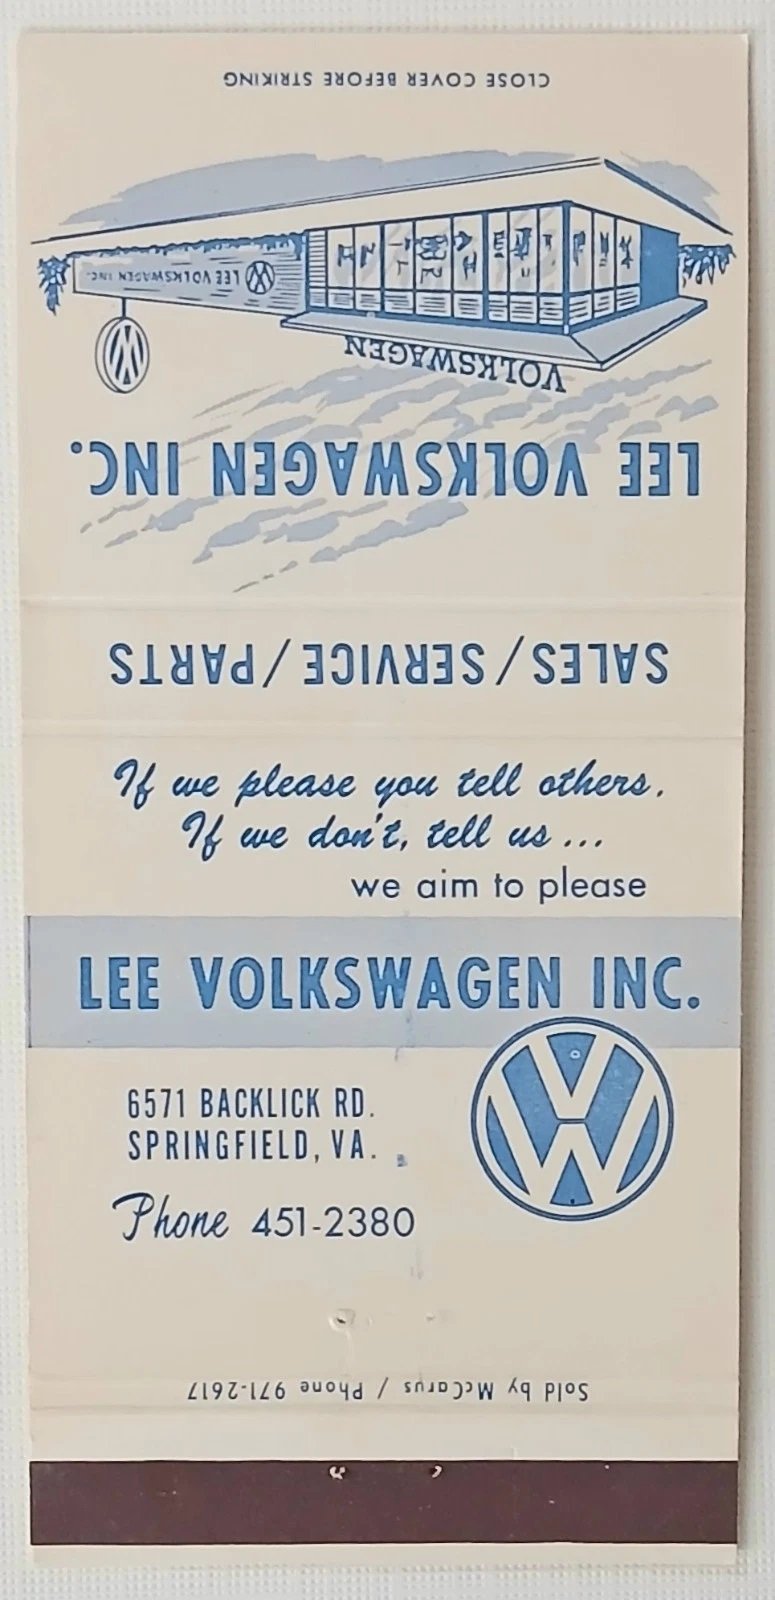 CLOSE COVER BEFORE STRIKING
LEE VOLKSWAGEN INC.
VOLKSWAGEN
LEE VOLKSWAGEN INC.
SALES/SERVICE/PARTS
If we please you tell others.
If we don't, tell us...
we aim to please
LEE VOLKSWAGEN INC.
6571 BACKLICK RD.
SPRINGFIELD, VA.
Phone 451-2380
Sold by McCarus / Phone 971-2617